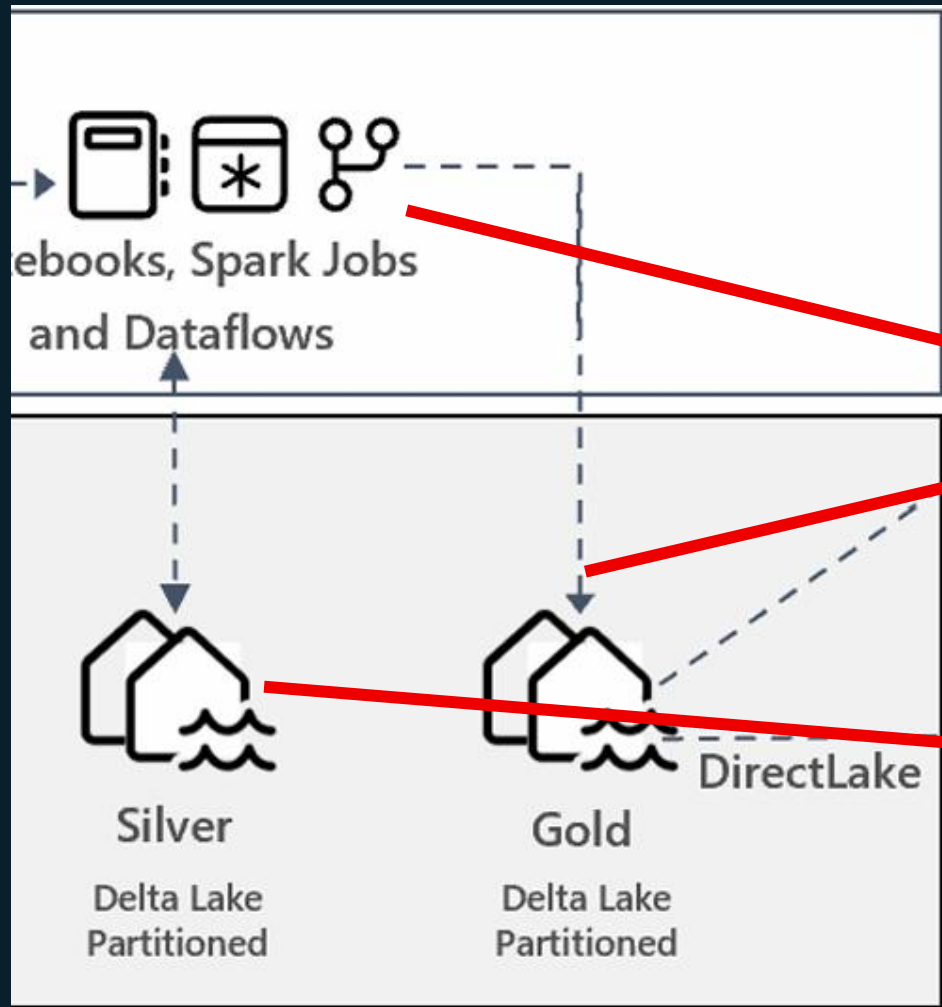 ebooks, Spark Jobs
and Dataflows
DirectLake
Silver
Gold
Delta Lake
Partitioned
Delta Lake
Partitioned